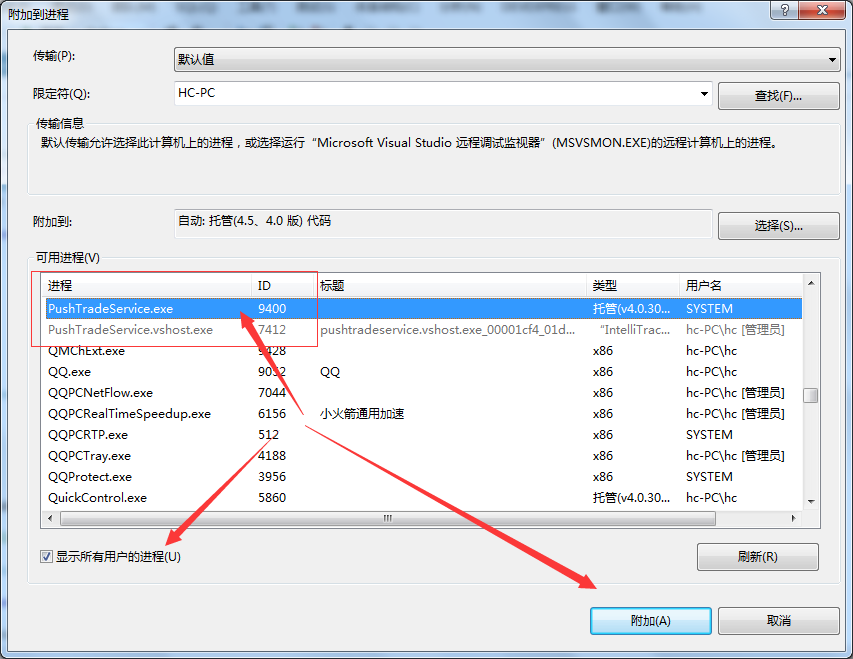 附加到进程
传输(P):
默认值
限定符(Q):
HC-PC
查找(F)...
传输信息
默认传输允许选择此计算机上的进程，或选择运行“Microsoft Visual Studio 远程调试监视器”(MSVSMON.EXE)的远程计算机上的进程。
附加到:
自动: 托管(4.5、4.0 版) 代码
选择(S)...
可用进程(V)
进程 ID 标题 类型 用户名
PushTradeService.exe 9400 托管(v4.0.30... SYSTEM
PushTradeService.vshost.exe 7412 pushtradeservice.vshost.exe_00001cf4_01d... “IntelliTrac... hc-PC\hc [管理员]
QMChExt.exe 9428 x86 hc-PC\hc
QQ.exe 9052 QQ x86 hc-PC\hc
QQPCNetFlow.exe 7044 x86 hc-PC\hc [管理员]
QQPCRealTimeSpeedup.exe 6156 小火箭通用加速 x86 hc-PC\hc [管理员]
QQPCRTP.exe 512 x86 SYSTEM
QQPCTray.exe 4188 x86 hc-PC\hc [管理员]
QQProtect.exe 3956 x86 SYSTEM
QuickControl.exe 5860 托管(v4.0.30... hc-PC\hc
显示所有用户的进程(U)
刷新(R)
附加(A)
取消